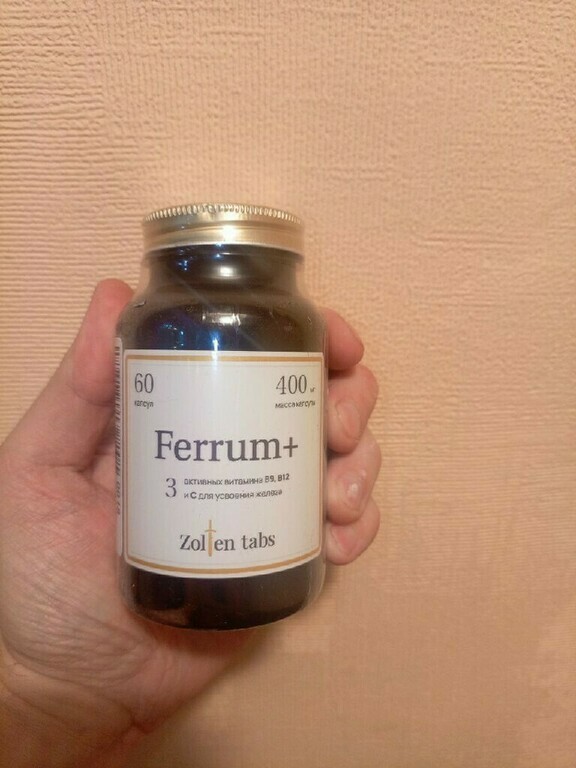 60
капсул
400 мг
масса капсулы
Ferrum+
3 активных витамина B9, B12
и C для усвоения железа
Zolten tabs